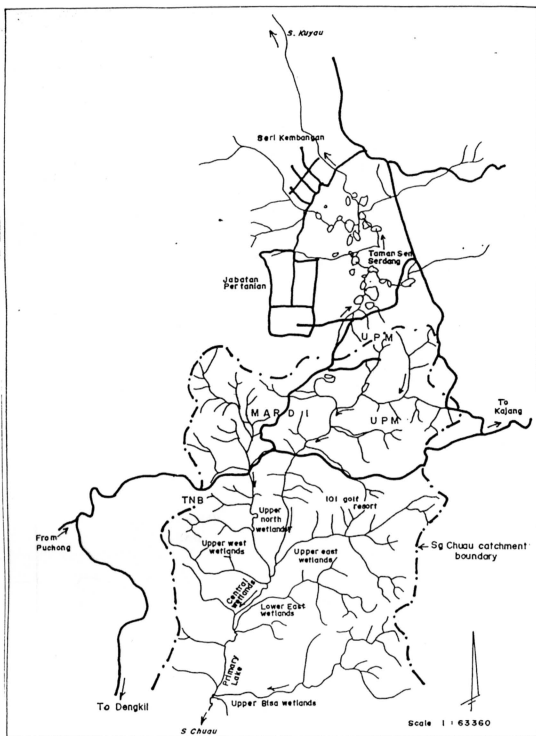 S. Kuyau
Seri Kembangan
Taman Seri
Serdang
Jabatan
Pertanian
UPM
MARDI
UPM
To
Kajang
TNB
IOI golf
resort
Upper
north
wetlands
From
Puchong
Upper west
wetlands
Upper east
wetlands
Sg Chuau catchment
boundary
Central
wetlands
Lower East
wetlands
Primary
Lake
To Dengkil
Upper Bisa wetlands
S Chuau
Scale 1 : 63360